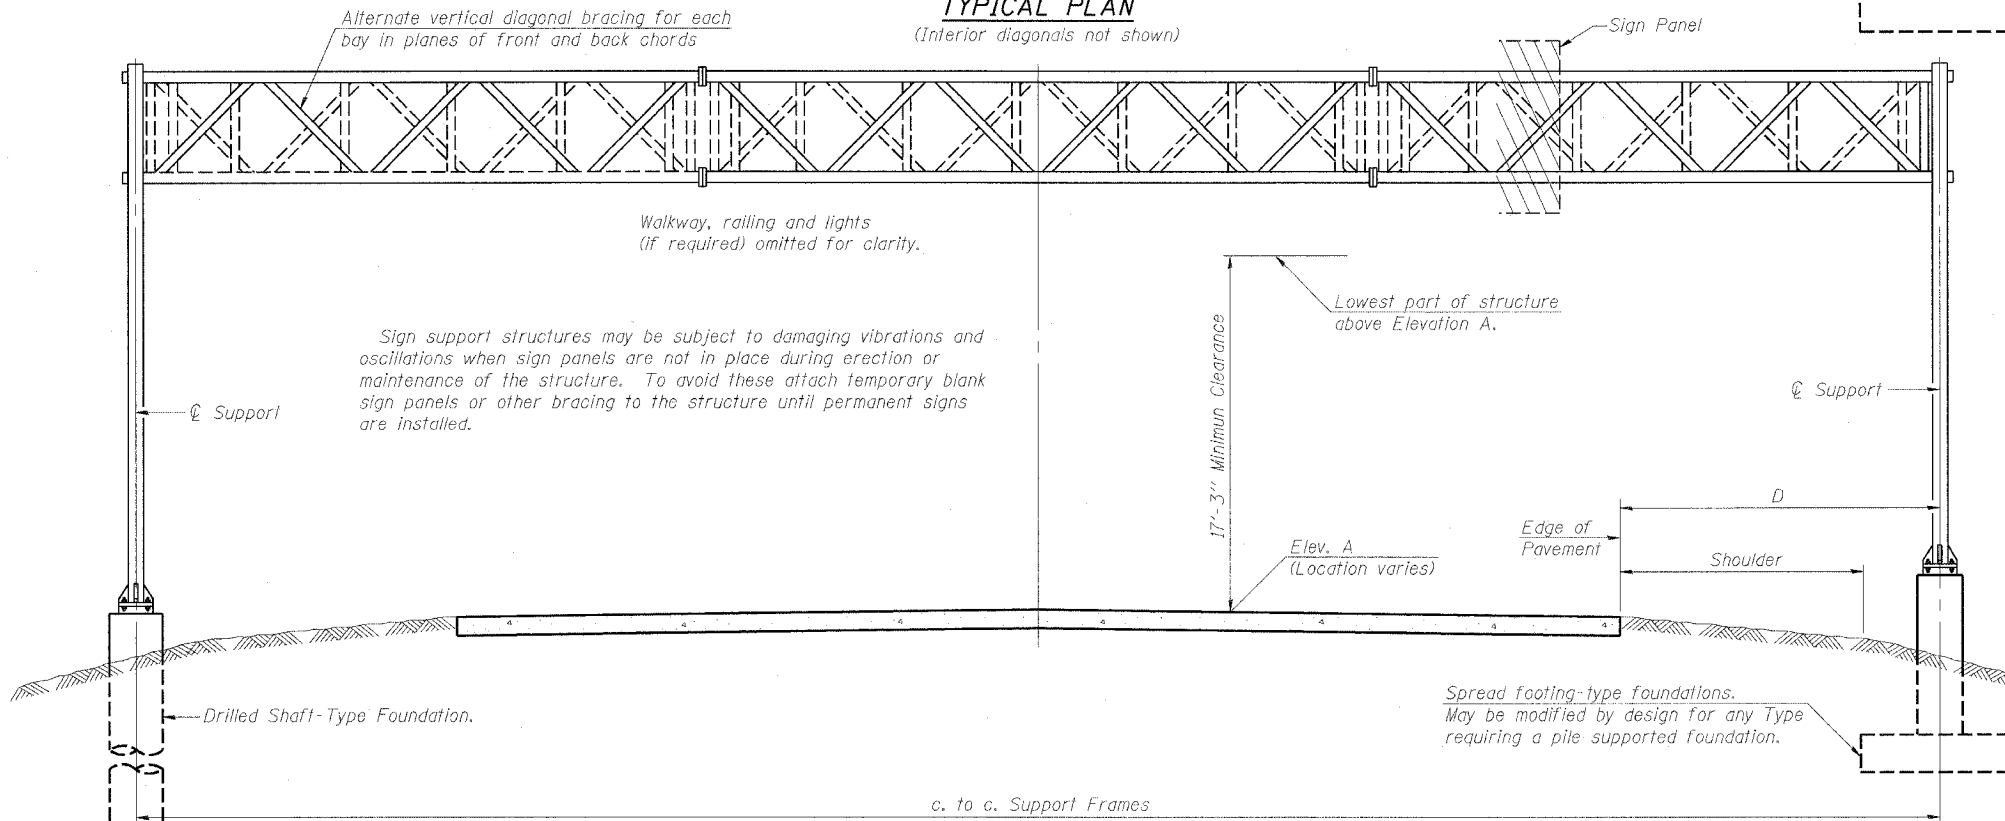 TYPICAL PLAN
(Interior diagonals not shown)
Alternate vertical diagonal bracing for each
bay in planes of front and back chords
Sign Panel
Walkway, railing and lights
(if required) omitted for clarity.
Lowest part of structure
above Elevation A.
17'-3" Minimun Clearance
Sign support structures may be subject to damaging vibrations and
oscillations when sign panels are not in place during erection or
maintenance of the structure. To avoid these attach temporary blank
sign panels or other bracing to the structure until permanent signs
are installed.
℄ Support
℄ Support
D
Edge of
Pavement
Shoulder
Elev. A
(Location varies)
Drilled Shaft-Type Foundation.
Spread footing-type foundations.
May be modified by design for any Type
requiring a pile supported foundation.
c. to c. Support Frames